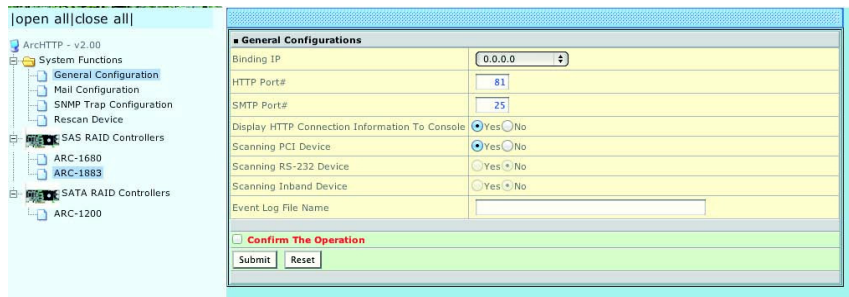 |open all|close all|
ArcHTTP - v2.00
System Functions
General Configuration
Mail Configuration
SNMP Trap Configuration
Rescan Device
SAS RAID Controllers
ARC-1680
ARC-1883
SATA RAID Controllers
ARC-1200
General Configurations
Binding IP 0.0.0.0
HTTP Port# 81
SMTP Port# 25
Display HTTP Connection Information To Console Yes No
Scanning PCI Device Yes No
Scanning RS-232 Device Yes No
Scanning Inband Device Yes No
Event Log File Name
Confirm The Operation
Submit Reset